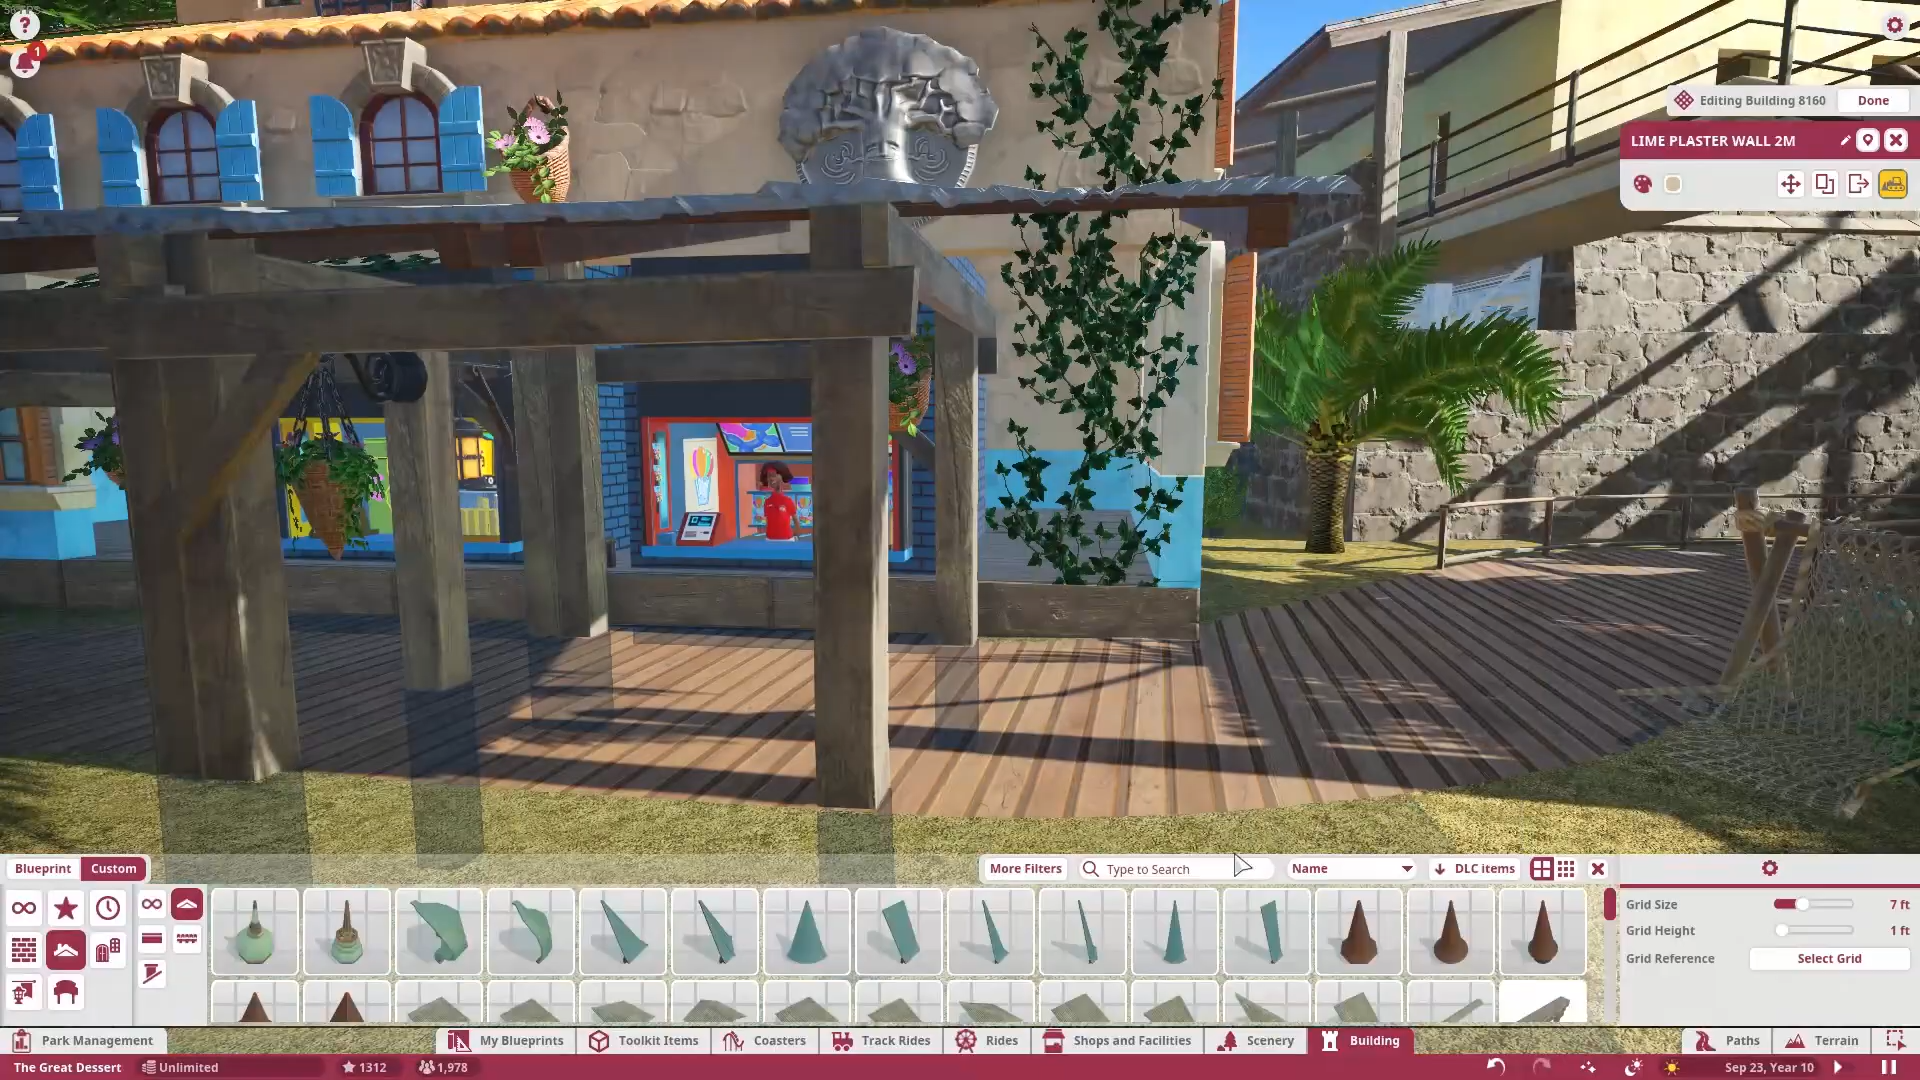 1
Editing Building 8160
Done
LIME PLASTER WALL 2M
Blueprint
Custom
More Filters
Type to Search
Name
DLC items
Grid Size
7 ft
Grid Height
1 ft
Grid Reference
Select Grid
Park Management
My Blueprints
Toolkit Items
Coasters
Track Rides
Rides
Shops and Facilities
Scenery
Building
Paths
Terrain
The Great Dessert
Unlimited
1312
1,978
Sep 23, Year 10